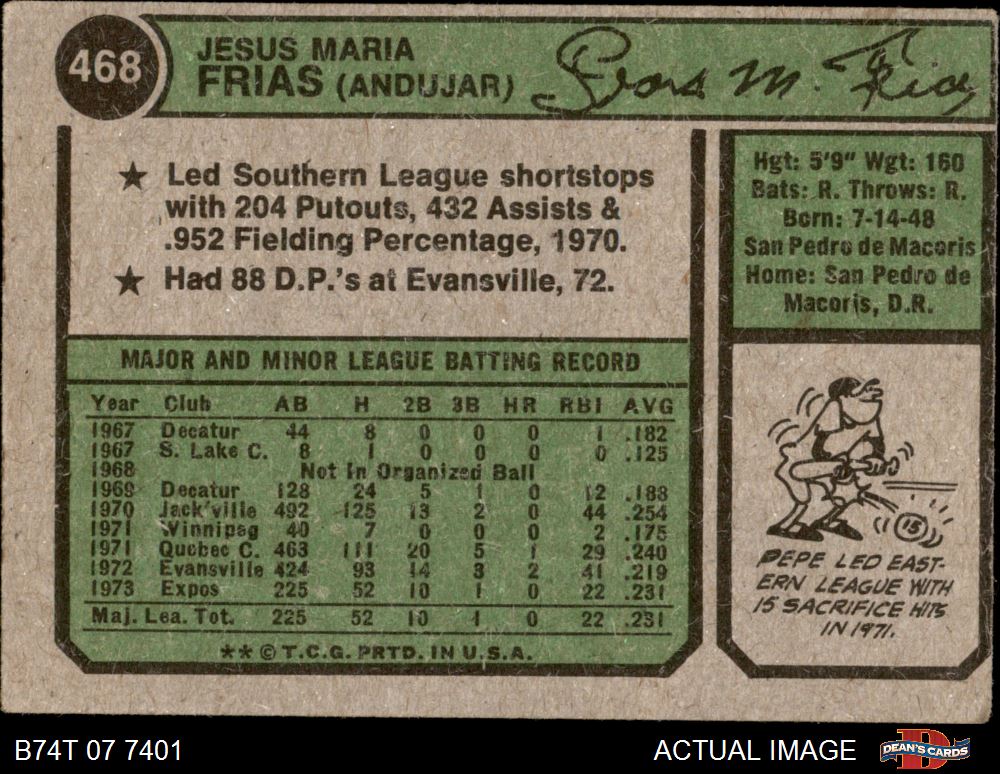 468
JESUS MARIA
FRIAS (ANDUJAR)
★ Led Southern League shortstops
with 204 Putouts, 432 Assists &
.952 Fielding Percentage, 1970.
★ Had 88 D.P.'s at Evansville, 72.
Hgt: 5'9" Wgt: 160
Bats: R. Throws: R.
Born: 7-14-48
San Pedro de Macoris
Home: San Pedro de
Macoris, D.R.
MAJOR AND MINOR LEAGUE BATTING RECORD
Year Club AB H 2B 3B HR RBI AVG
1967 Decatur 44 8 0 0 0 1 .182
1967 S. Lake C. 8 1 0 0 0 0 .125
1968 Not In Organized Ball
1969 Decatur 128 24 5 1 0 12 .188
1970 Jack'ville 492 125 13 2 0 44 .254
1971 Winnipeg 40 7 0 0 0 2 .175
1971 Quebec C. 463 111 20 5 1 29 .240
1972 Evansville 424 93 14 3 2 41 .219
1973 Expos 225 52 10 1 0 22 .231
Maj. Lea. Tot. 225 52 10 1 0 22 .231
** © T.C.G. PRTD. IN U.S.A.
15
PEPE LED EAST-
ERN LEAGUE WITH
15 SACRIFICE HITS
IN 1971.
B74T 07 7401
ACTUAL IMAGE
DEAN'S CARDS